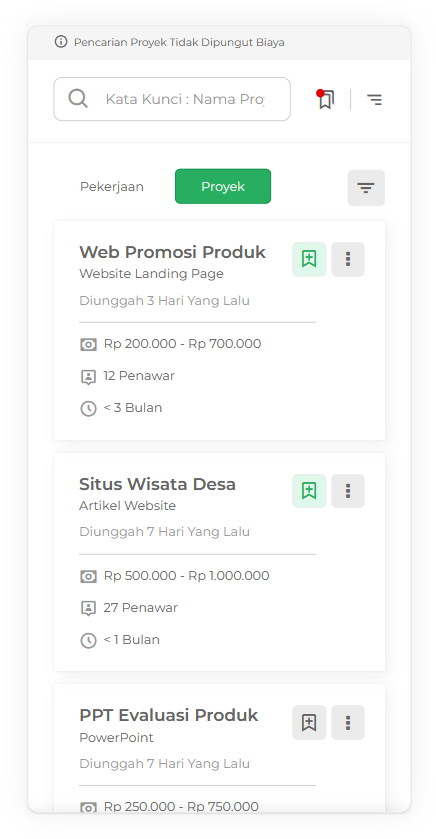 Pencarian Proyek Tidak Dipungut Biaya
Kata Kunci : Nama Proy
Pekerjaan
Proyek
Web Promosi Produk
Website Landing Page
Diunggah 3 Hari Yang Lalu
Rp 200.000 - Rp 700.000
12 Penawar
< 3 Bulan
Situs Wisata Desa
Artikel Website
Diunggah 7 Hari Yang Lalu
Rp 500.000 - Rp 1.000.000
27 Penawar
< 1 Bulan
PPT Evaluasi Produk
PowerPoint
Diunggah 7 Hari Yang Lalu
Rp 250.000 - Rp 750.000